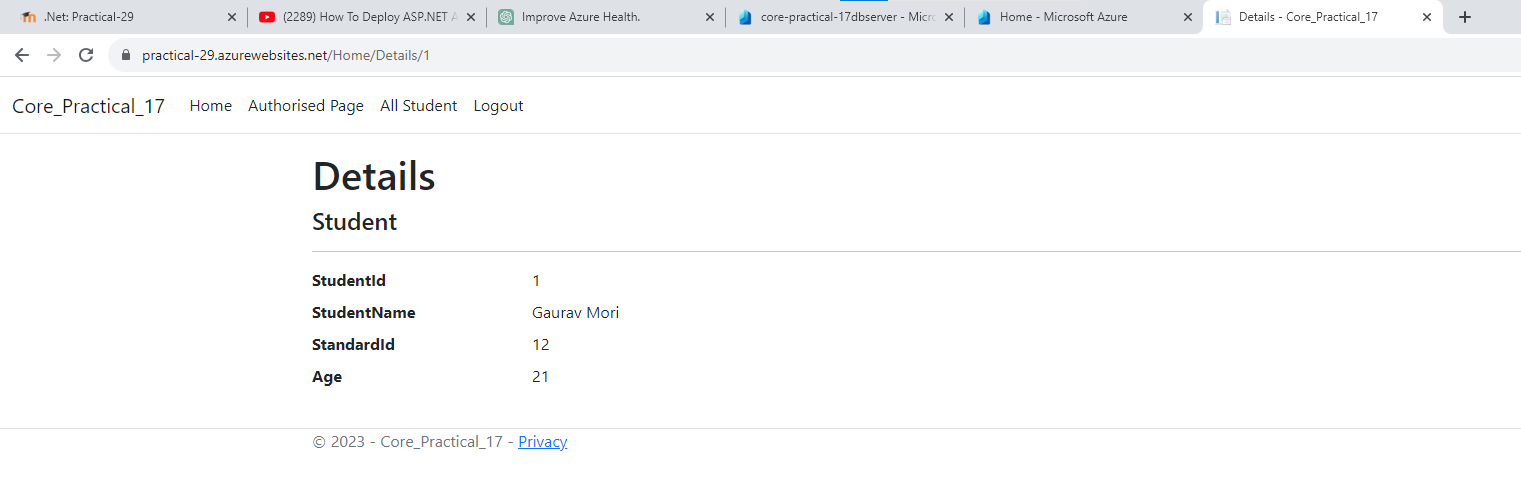 .Net: Practical-29
(2289) How To Deploy ASP.NET A
Improve Azure Health.
core-practical-17dbserver - Micro
Home - Microsoft Azure
Details - Core_Practical_17
practical-29.azurewebsites.net/Home/Details/1
Core_Practical_17 Home Authorised Page All Student Logout
Details
Student
StudentId 1
StudentName Gaurav Mori
StandardId 12
Age 21
© 2023 - Core_Practical_17 - Privacy